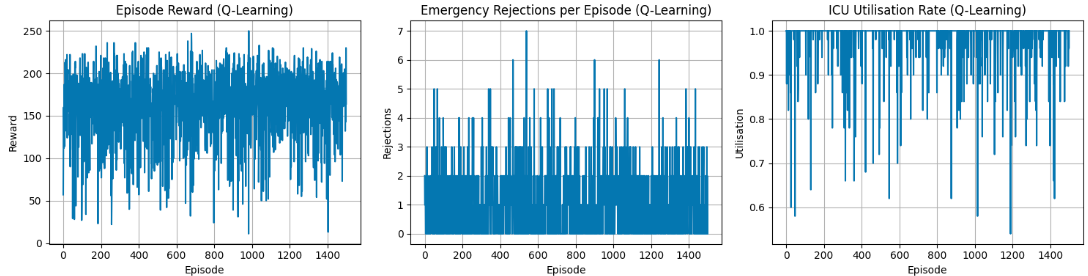 Episode Reward (Q-Learning)
250
200
150
100
50
0
Reward
0 200 400 600 800 1000 1200 1400
Episode
Emergency Rejections per Episode (Q-Learning)
7
6
5
4
3
2
1
0
Rejections
0 200 400 600 800 1000 1200 1400
Episode
ICU Utilisation Rate (Q-Learning)
1.0
0.9
0.8
0.7
0.6
Utilisation
0 200 400 600 800 1000 1200 1400
Episode